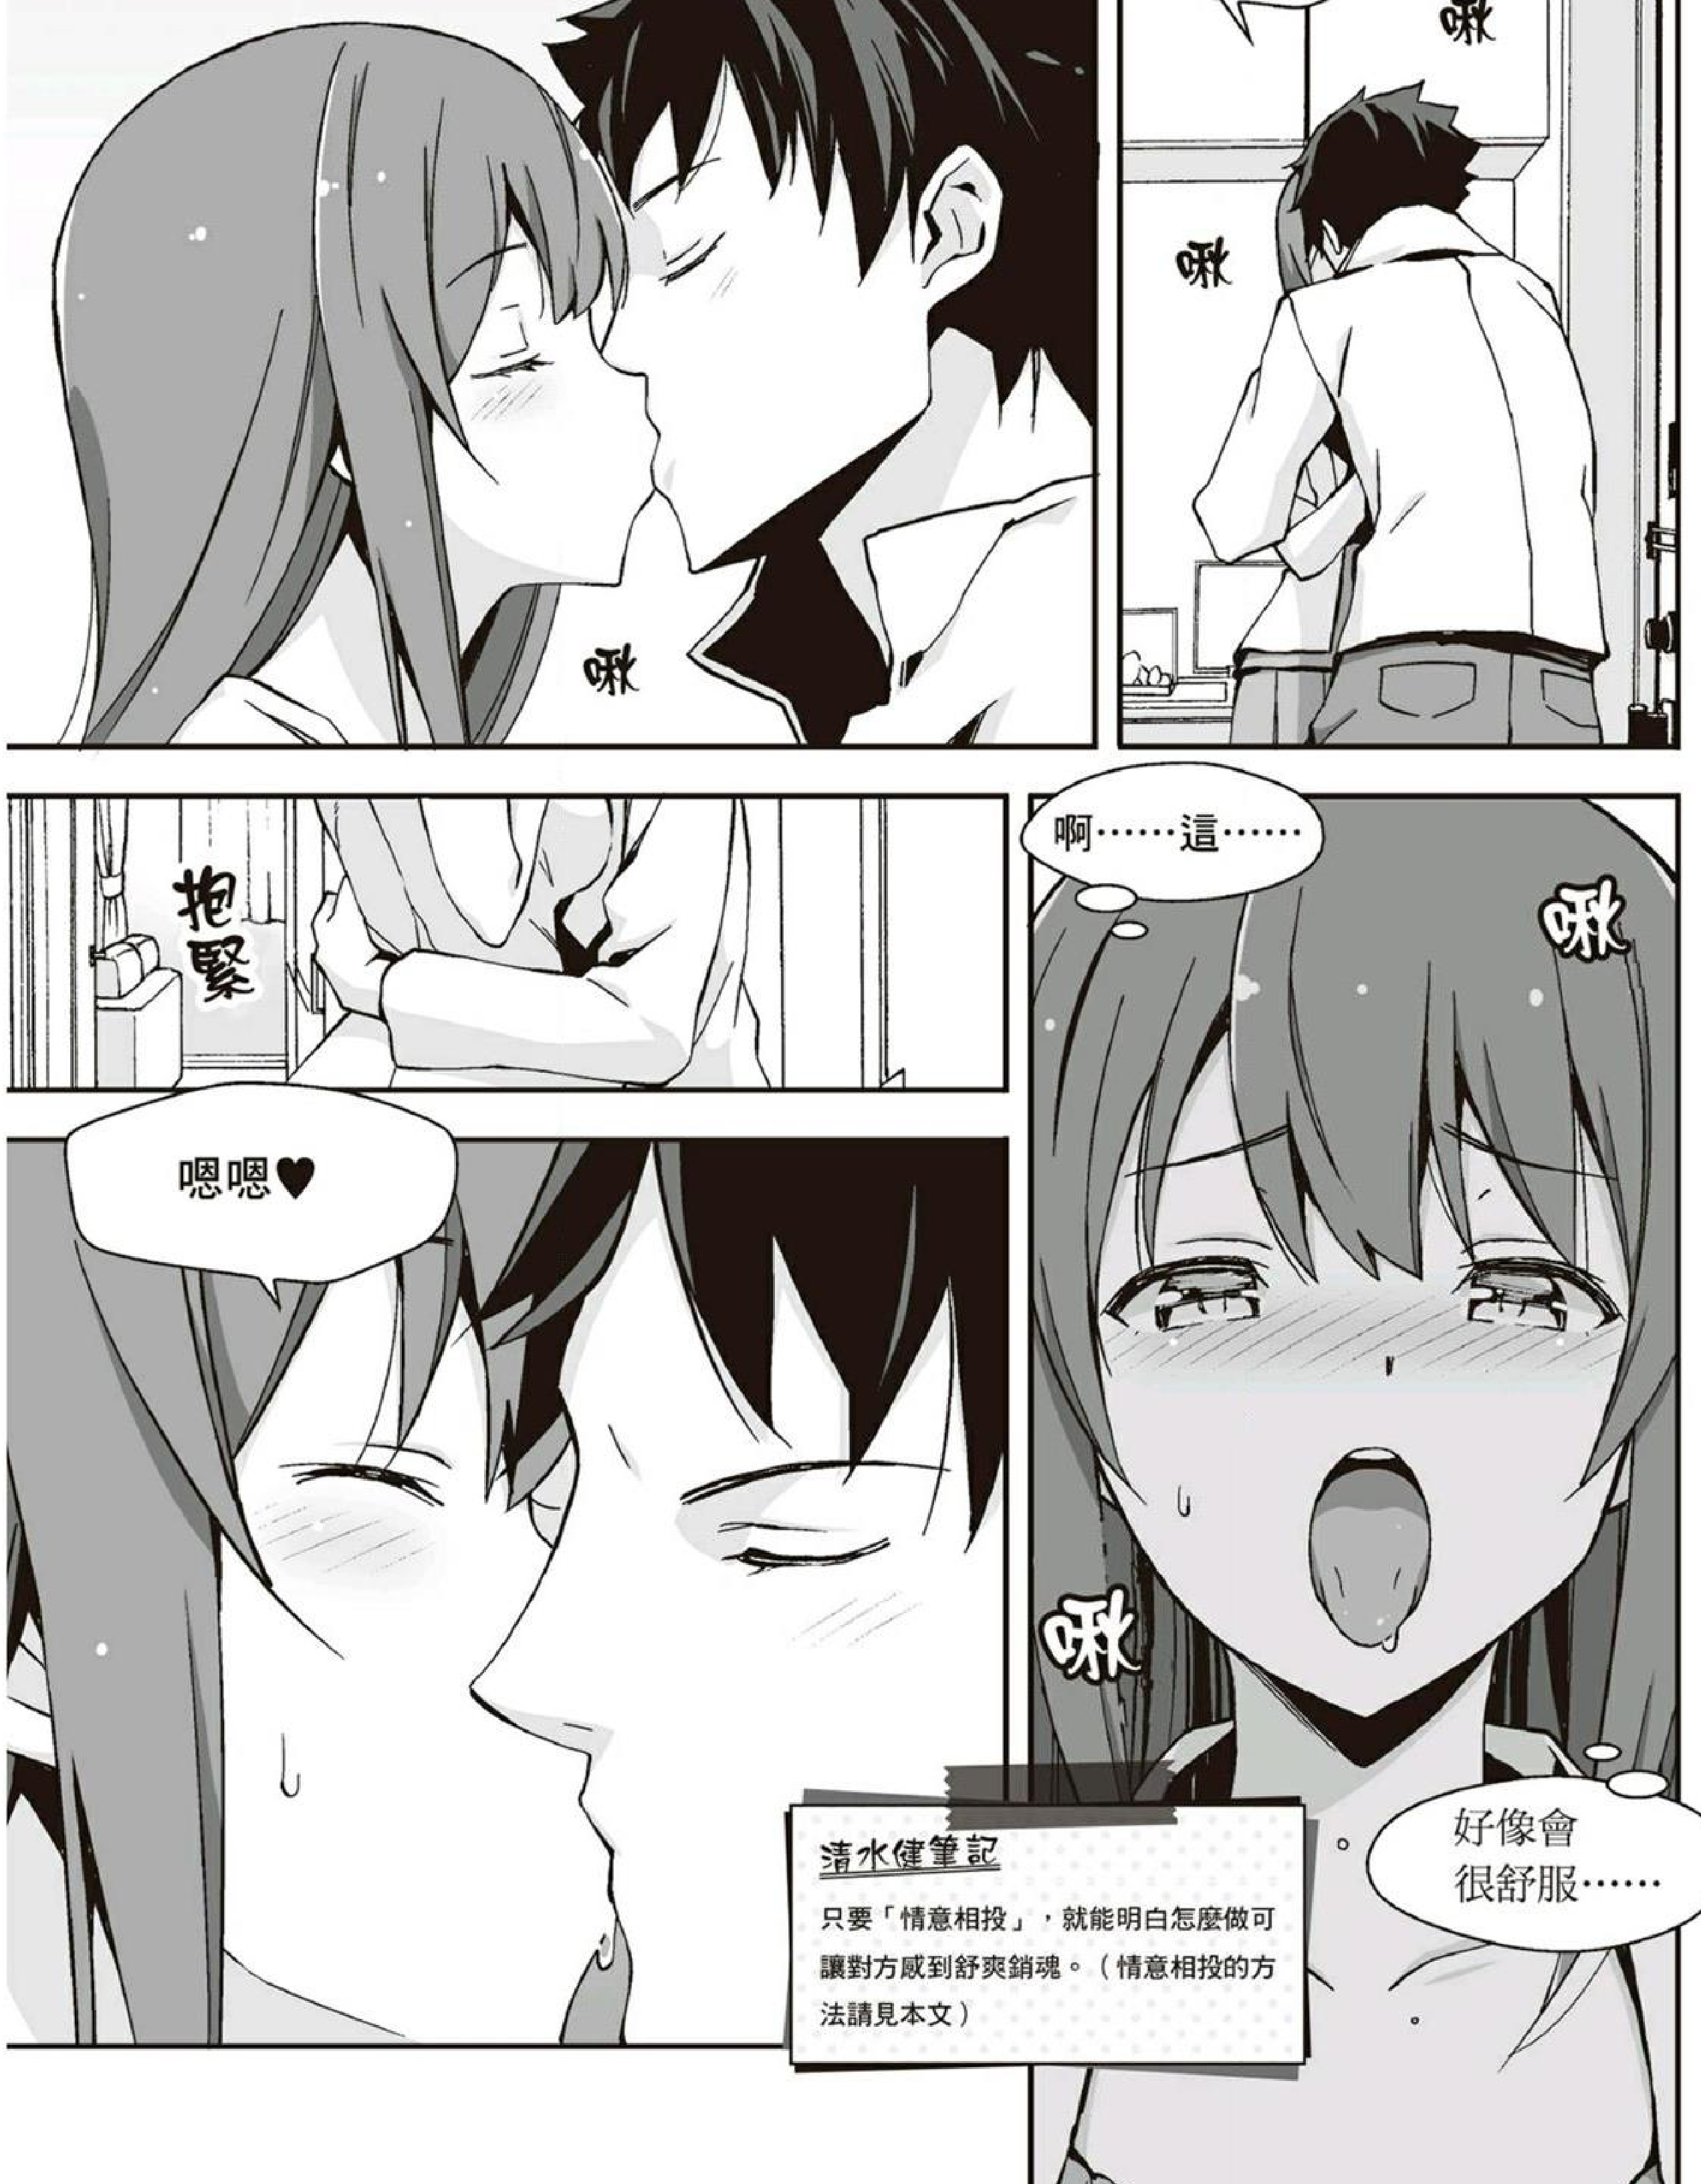 啾
啾
啾
啊⋯⋯這⋯⋯
啾
啾
好像會
很舒服⋯⋯
抱
緊
嗯嗯♥
清水健筆記
只要「情意相投」，就能明白怎麼做可
讓對方感到舒爽銷魂。（情意相投的方
法請見本文）